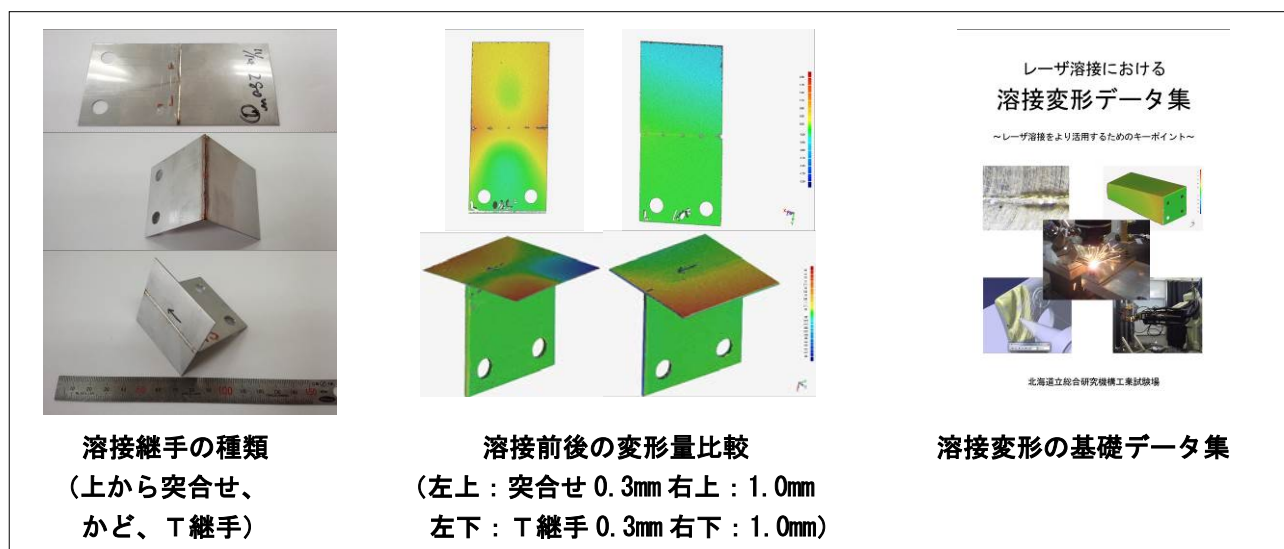 レーザ溶接における
溶接変形データ集
～レーザ溶接をより活用するためのキーポイント～
北海道立総合研究機構工業試験場
溶接継手の種類
（上から突合せ、
かど、Ｔ継手）
溶接前後の変形量比較
（左上：突合せ 0.3mm 右上：1.0mm
左下：Ｔ継手 0.3mm 右下：1.0mm）
溶接変形の基礎データ集